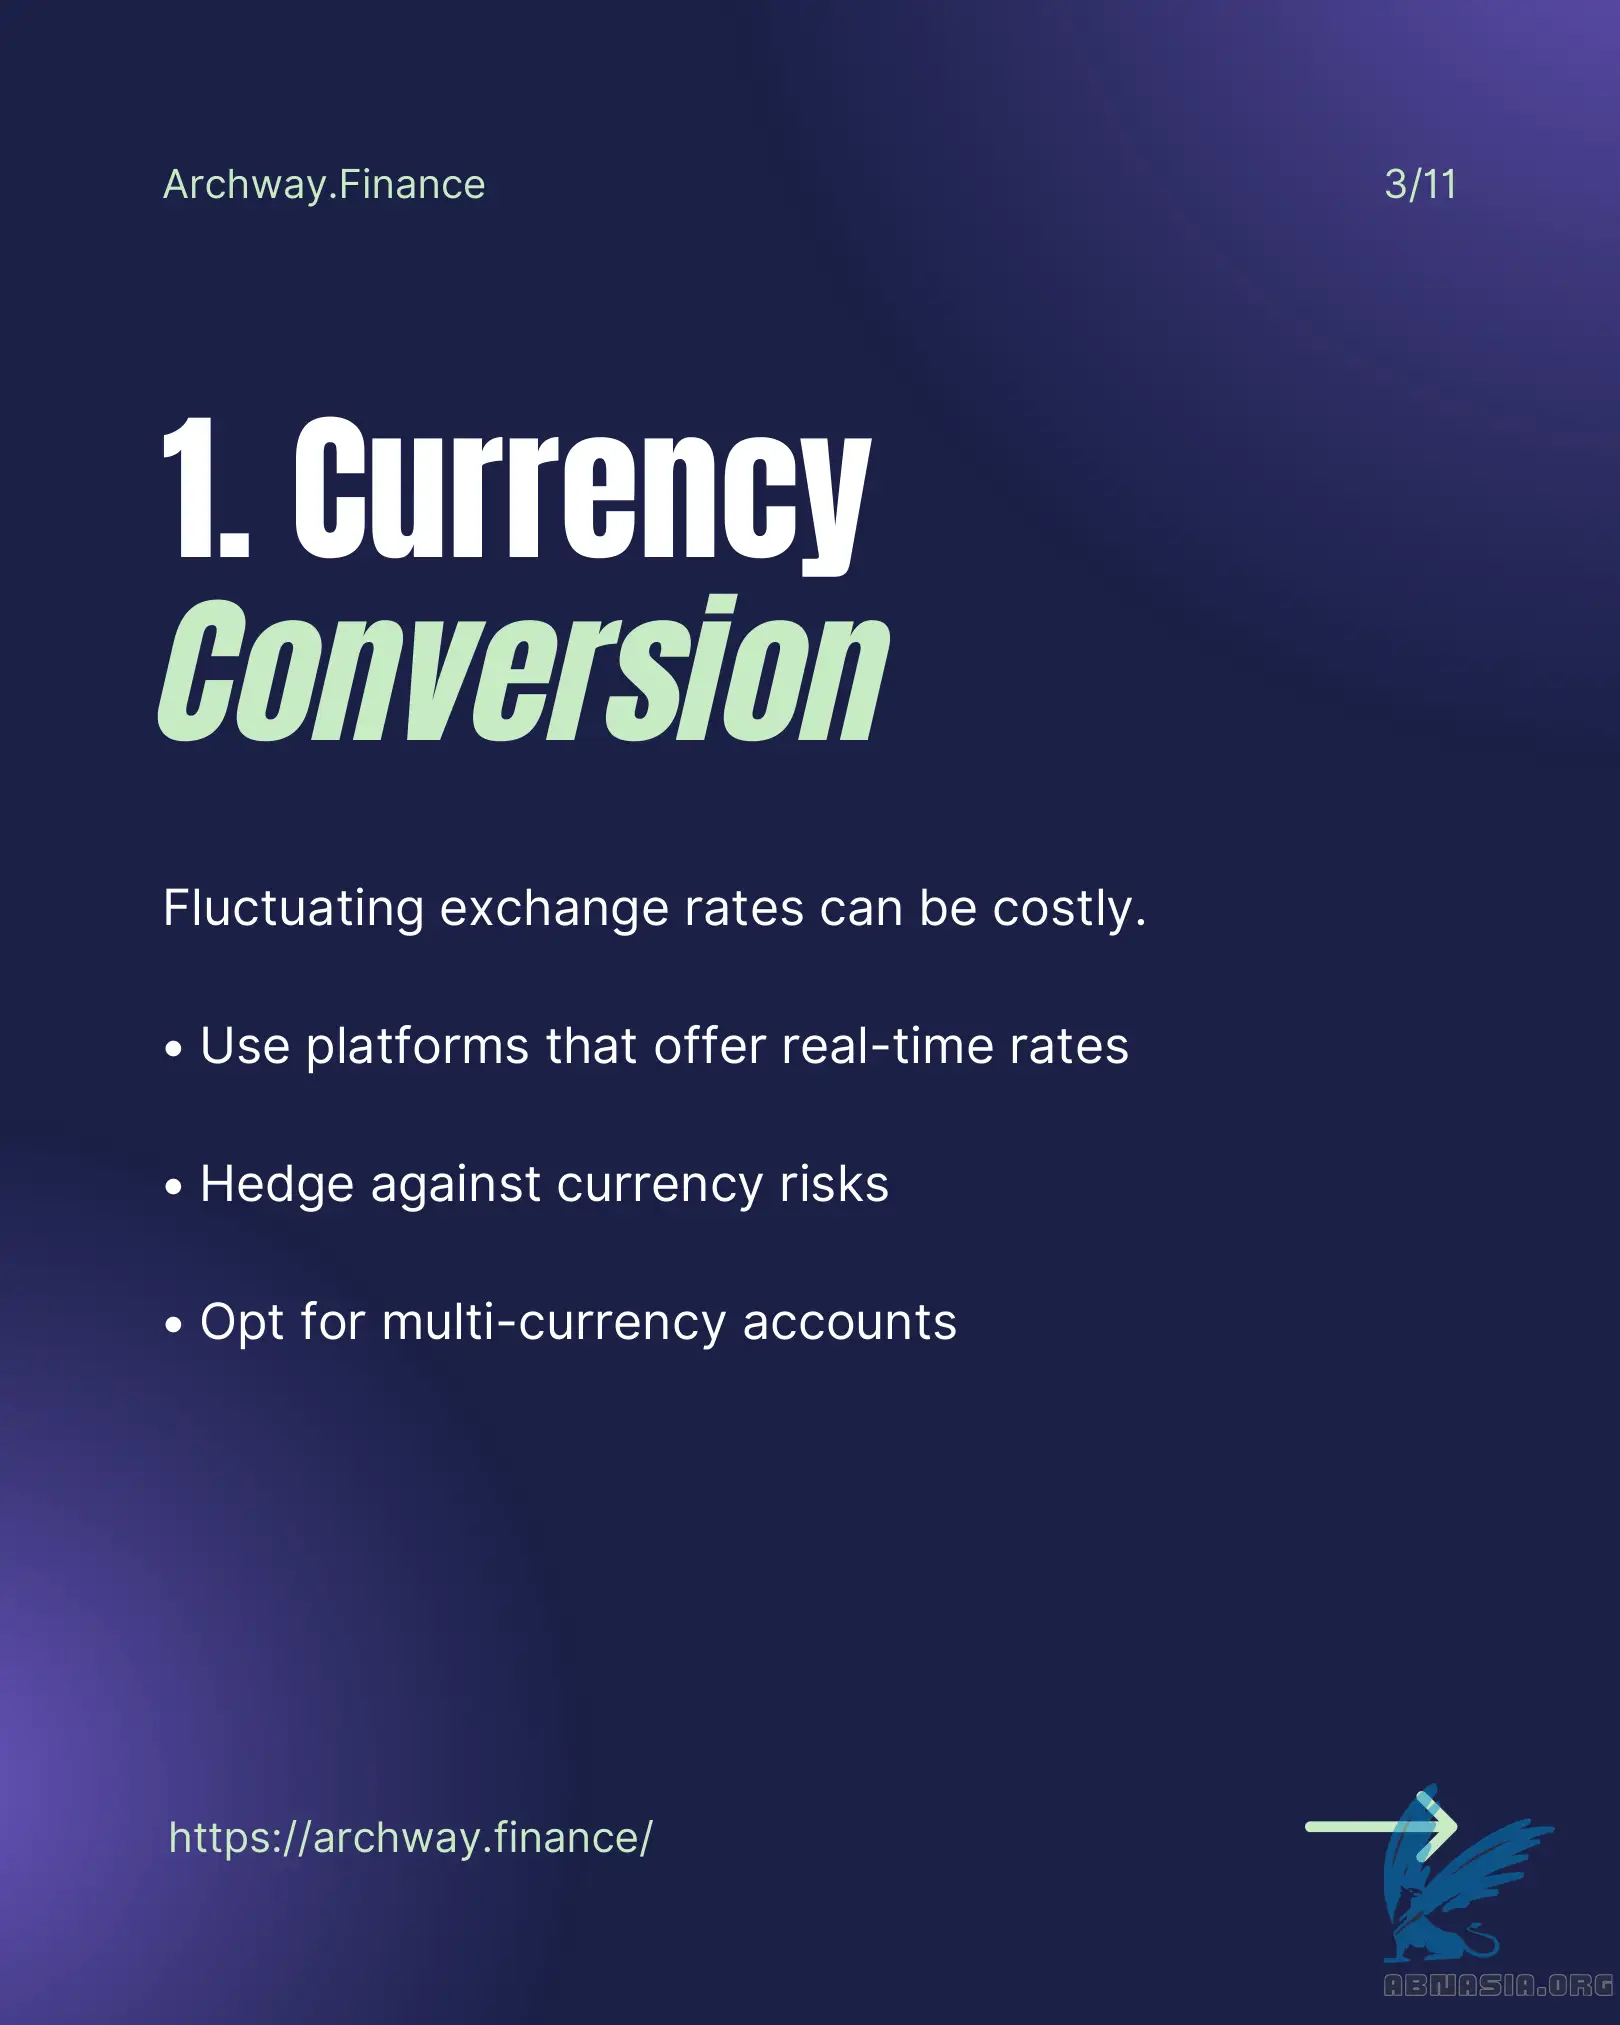 Archway.Finance
3/11
1. Currency
Conversion
Fluctuating exchange rates can be costly.
• Use platforms that offer real-time rates
• Hedge against currency risks
• Opt for multi-currency accounts
https://archway.finance/
ABNASIA.ORG